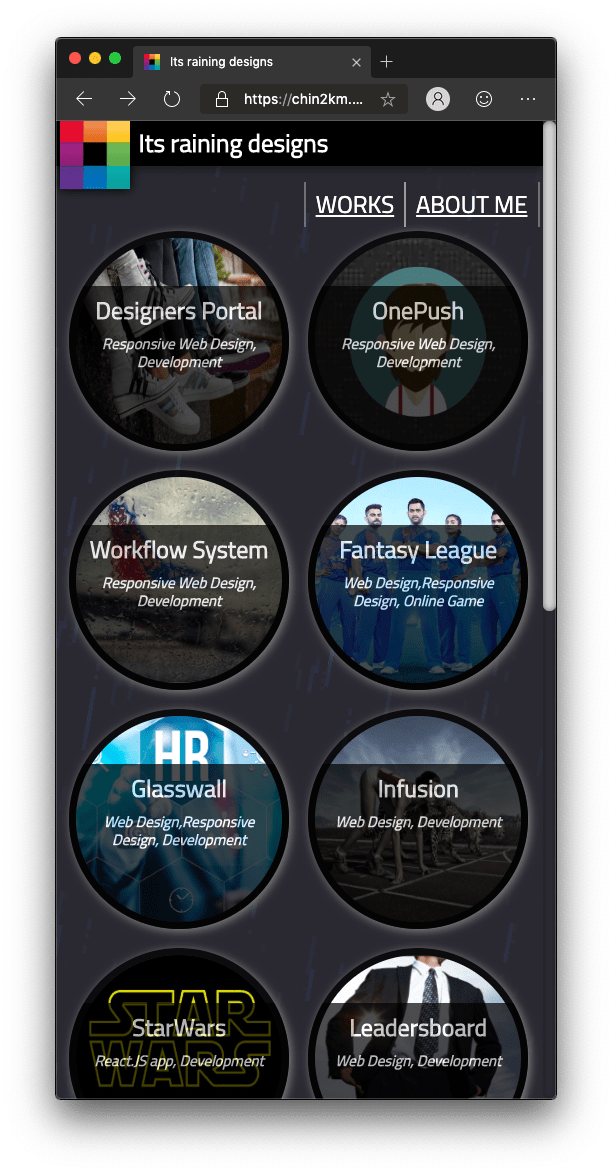 Its raining designs
https://chin2km....
Its raining designs
WORKS
ABOUT ME
Designers Portal
Responsive Web Design,
Development
OnePush
Responsive Web Design,
Development
Workflow System
Responsive Web Design,
Development
Fantasy League
Web Design,Responsive
Design, Online Game
HR
Glasswall
Web Design,Responsive
Design, Development
Infusion
Web Design, Development
STAR
WARS
StarWars
React.JS app, Development
Leadersboard
Web Design, Development